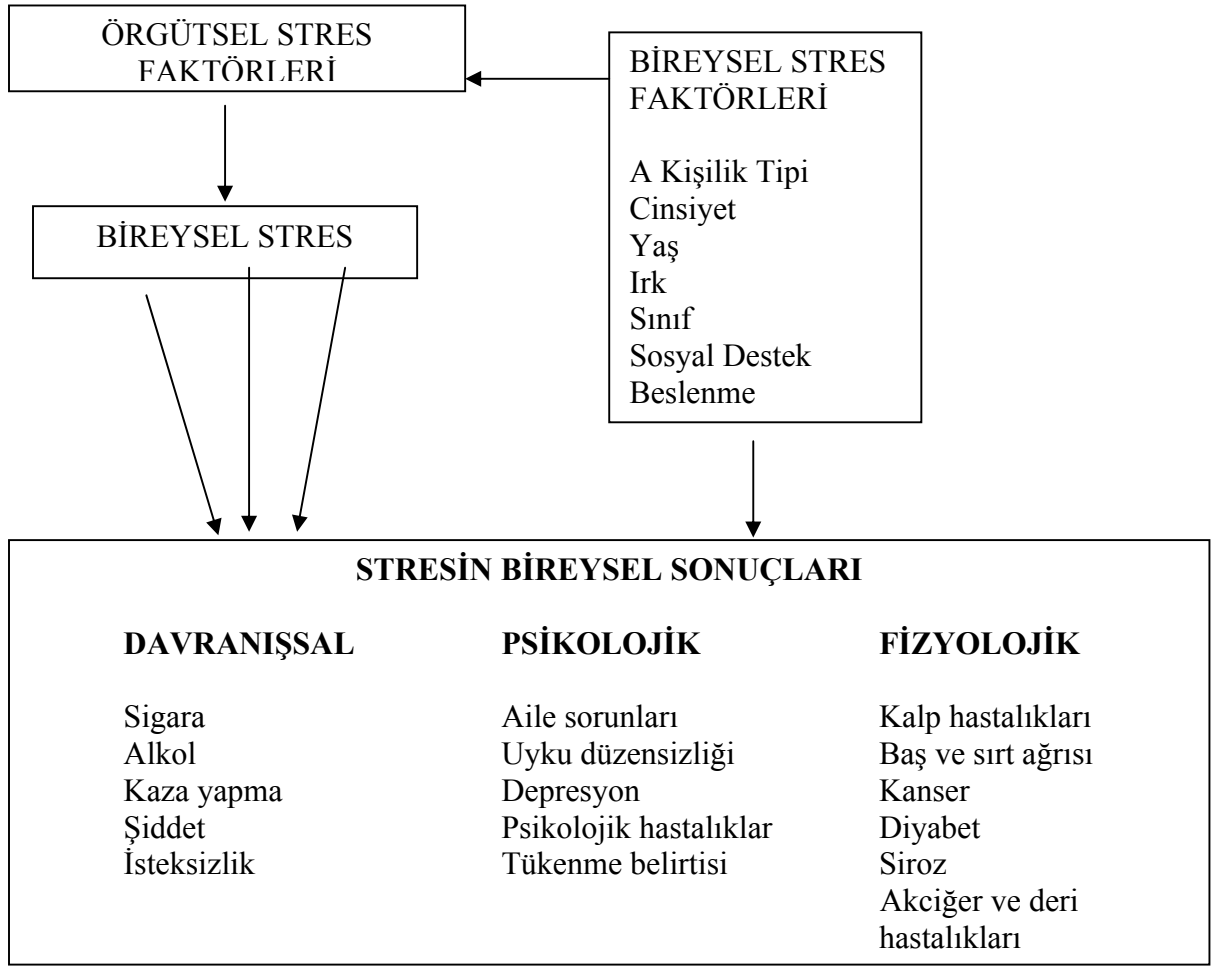 ÖRGÜTSEL STRES
FAKTÖRLERİ
BİREYSEL STRES
FAKTÖRLERİ
A Kişilik Tipi
Cinsiyet
Yaş
Irk
Sınıf
Sosyal Destek
Beslenme
BİREYSEL STRES
STRESİN BİREYSEL SONUÇLARI
DAVRANIŞSAL
Sigara
Alkol
Kaza yapma
Şiddet
İsteksizlik
PSİKOLOJİK
Aile sorunları
Uyku düzensizliği
Depresyon
Psikolojik hastalıklar
Tükenme belirtisi
FİZYOLOJİK
Kalp hastalıkları
Baş ve sırt ağrısı
Kanser
Diyabet
Siroz
Akciğer ve deri
hastalıkları